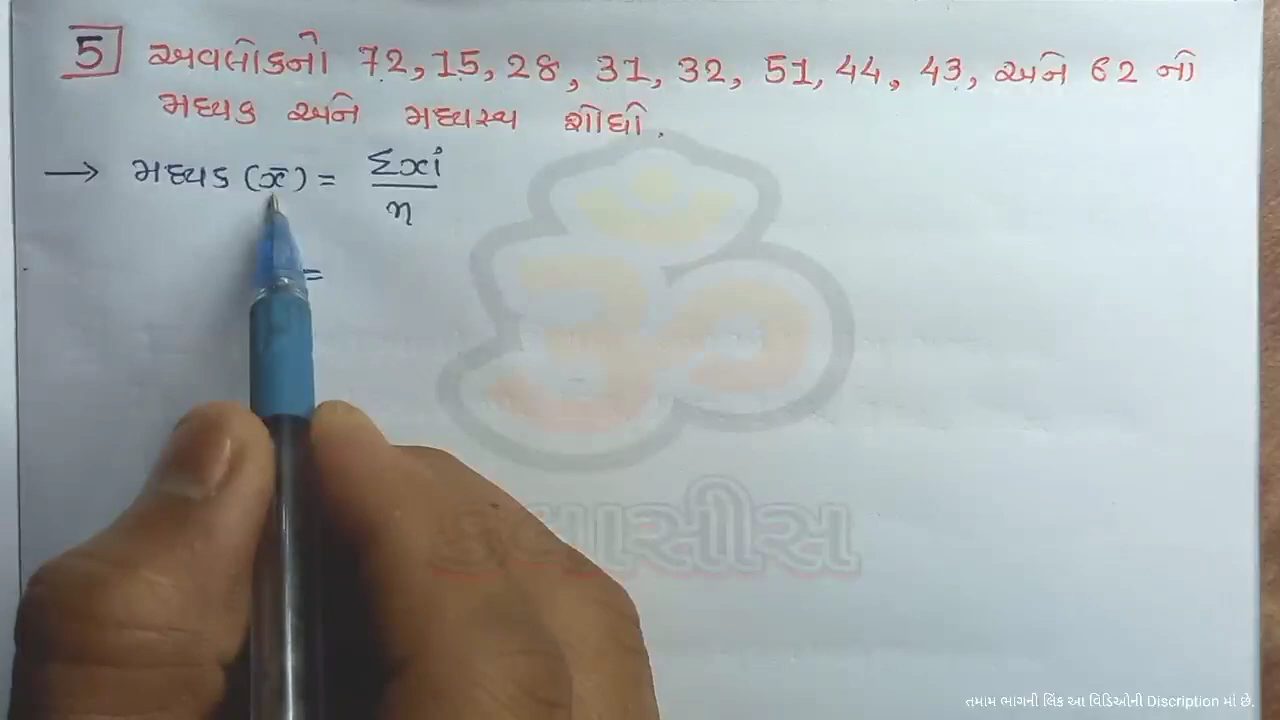 5 અવલોકનો 72, 15, 28, 31, 32, 51, 44, 43, અને 62 નો
મધ્યક અને મધ્યસ્થ શોધો.
→ મધ્યક (x̄) = Σxi / n
=
ૐ
કલાસીસ
તમામ ભાગની લિંક આ વિડિઓની Discription માં છે.